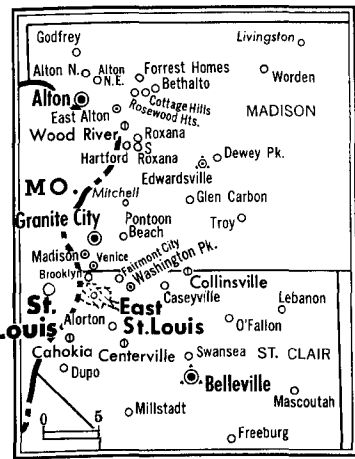 Godfrey
Livingston
Alton N.
Alton
N.E.
Forrest Homes
Worden
Bethalto
Alton
Cottage Hills
Rosewood Hts.
East Alton
MADISON
Wood River
Roxana
Hartford
S
Roxana
Dewey Pk.
Edwardsville
MO.
Mitchell
Glen Carbon
Granite City
Pontoon
Beach
Troy
Madison
Venice
Fairmont City
Washington Pk.
Brooklyn
Collinsville
St.
Louis
Caseyville
Lebanon
East
St. Louis
Alorton
O'Fallon
Cahokia
Centerville
Swansea
ST. CLAIR
Dupo
Belleville
Mascoutah
Millstadt
0 5
Freeburg